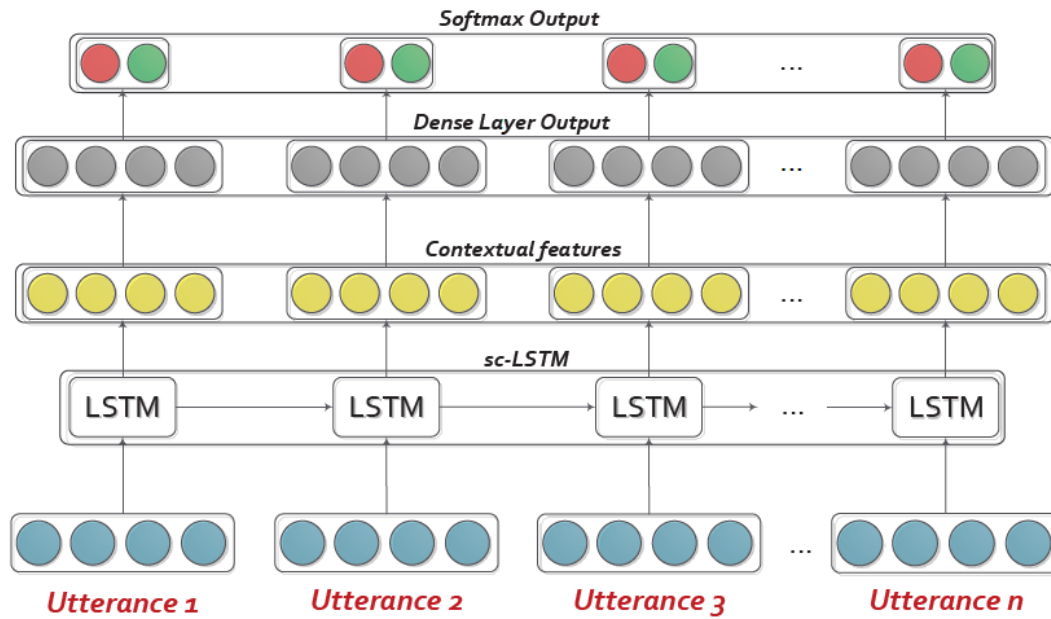 Softmax Output
...
Dense Layer Output
...
Contextual features
...
sc-LSTM
LSTM LSTM LSTM ... LSTM
...
Utterance 1 Utterance 2 Utterance 3 Utterance n